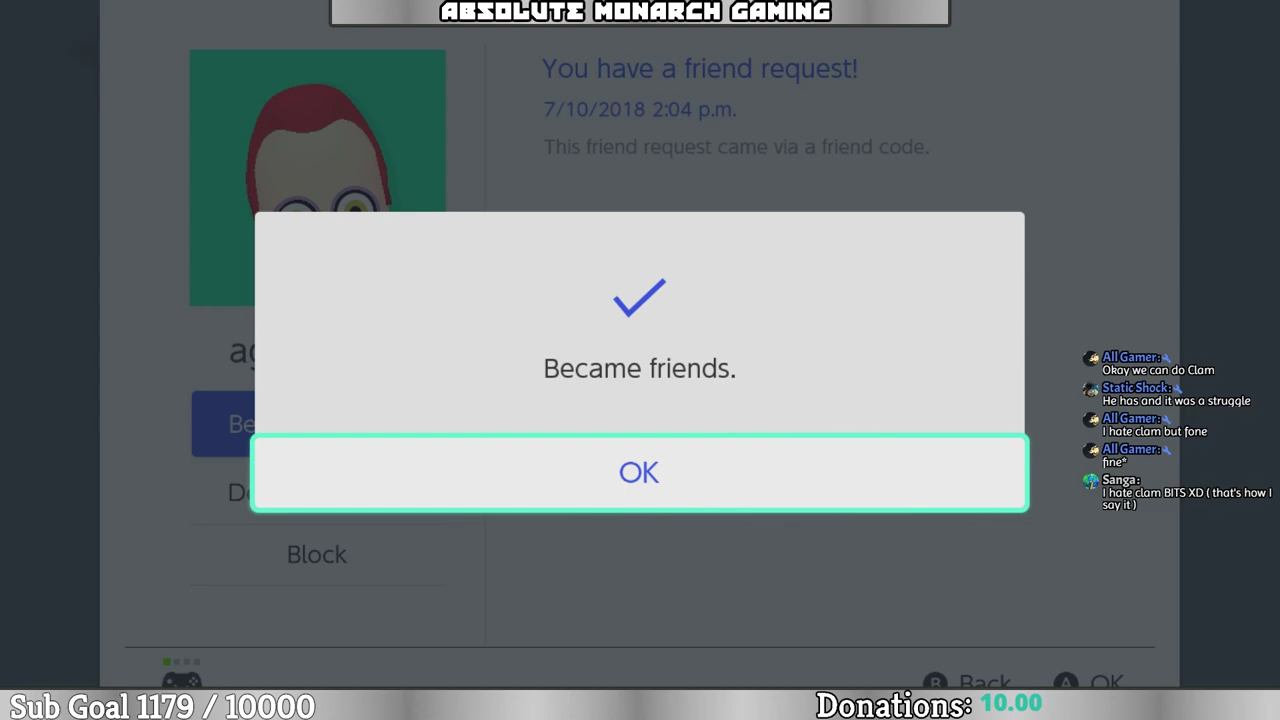 ABSOLUTE MONARCH GAMING
You have a friend request!
7/10/2018 2:04 p.m.
This friend request came via a friend code.
Became friends.
OK
Block
Back
OK
All Gamer:
Okay we can do Clam
Static Shock:
He has and it was a struggle
All Gamer:
I hate clam but fone
All Gamer:
fine*
Sanga:
I hate clam BITS XD ( that's how I
say it )
Sub Goal 1179 / 10000
Donations: 10.00